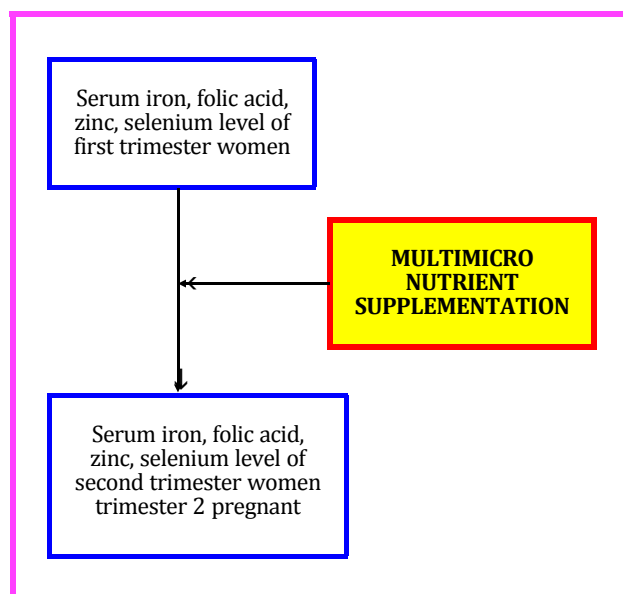 Serum iron, folic acid,
zinc, selenium level of
first trimester women
MULTIMICRO
NUTRIENT
SUPPLEMENTATION
Serum iron, folic acid,
zinc, selenium level of
second trimester women
trimester 2 pregnant